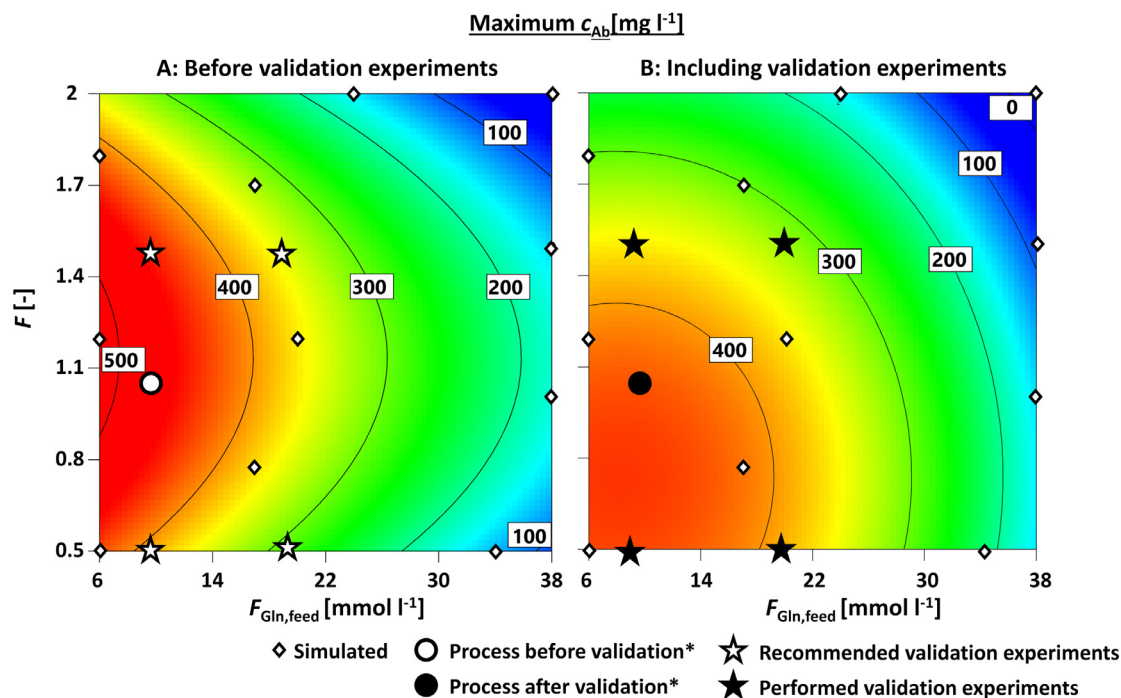 Maximum c_Ab[mg l⁻¹]
A: Before validation experiments
B: Including validation experiments
F [-]
2
1.7
1.4
1.1
0.8
0.5
100
400
300
200
500
100
0
100
300
200
400
6 14 22 30 38
6 14 22 30 38
F_Gln,feed [mmol l⁻¹]
F_Gln,feed [mmol l⁻¹]
Simulated
Process before validation*
Recommended validation experiments
Process after validation*
Performed validation experiments